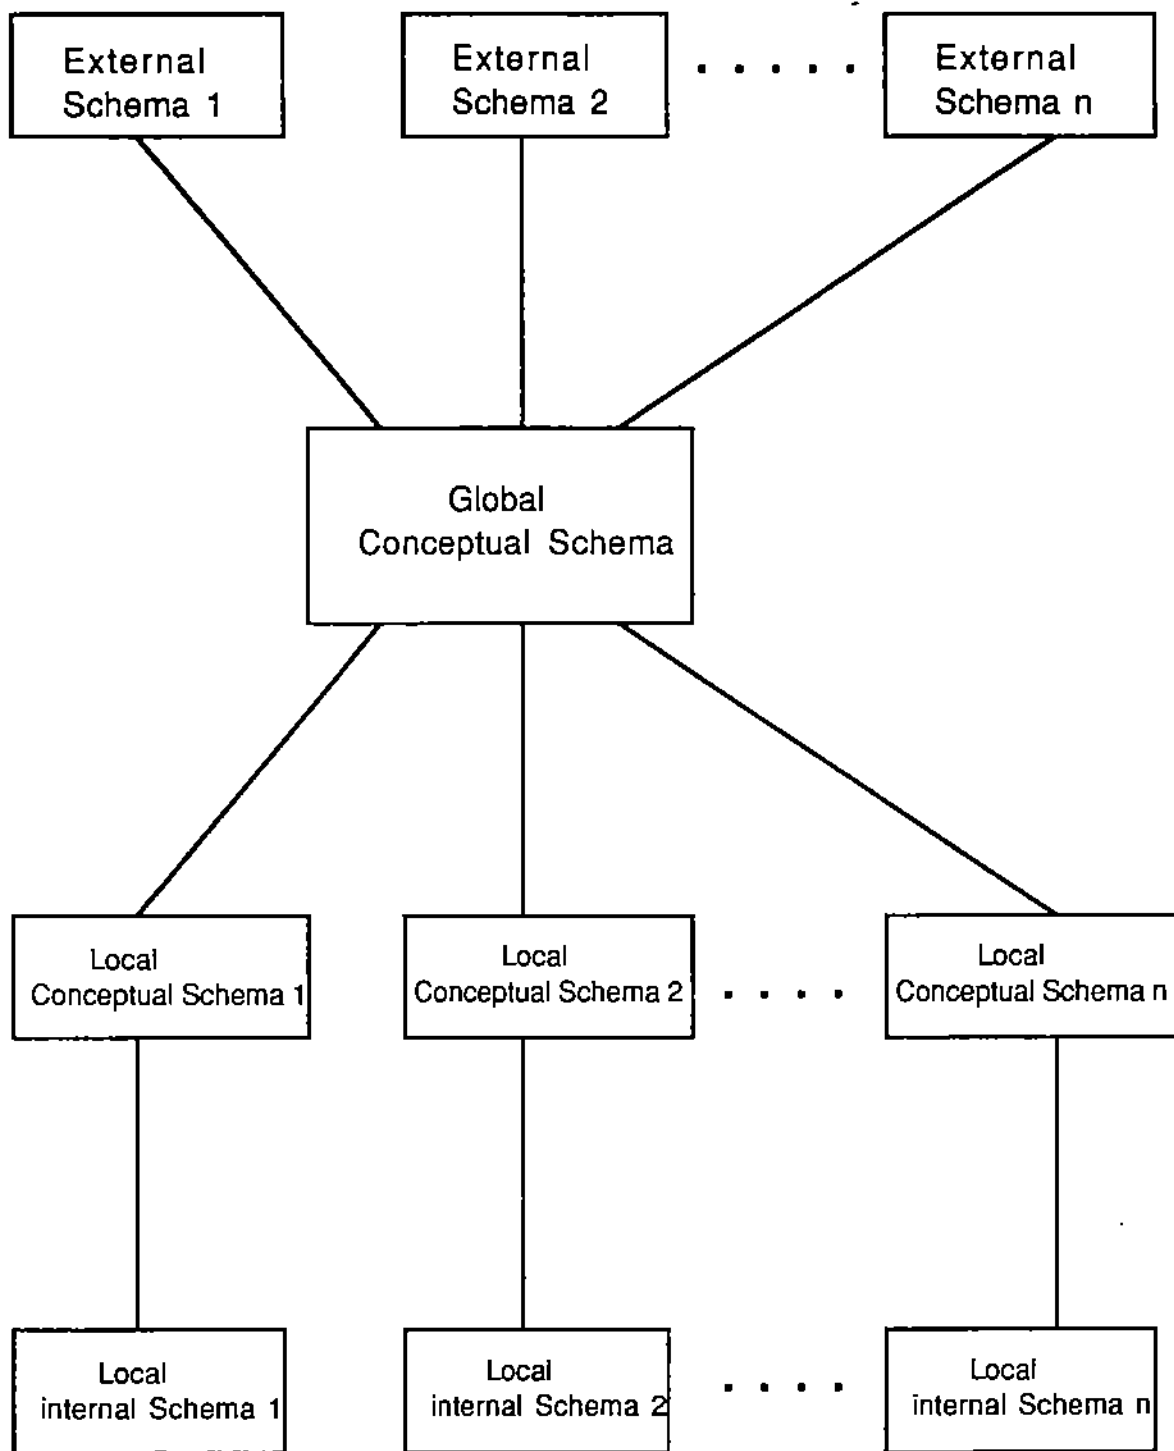 External
Schema 1
External
Schema 2
. . . . .
External
Schema n
Global
Conceptual Schema
Local
Conceptual Schema 1
Local
Conceptual Schema 2
. . . .
Local
Conceptual Schema n
Local
internal Schema 1
Local
internal Schema 2
. . . .
Local
internal Schema n